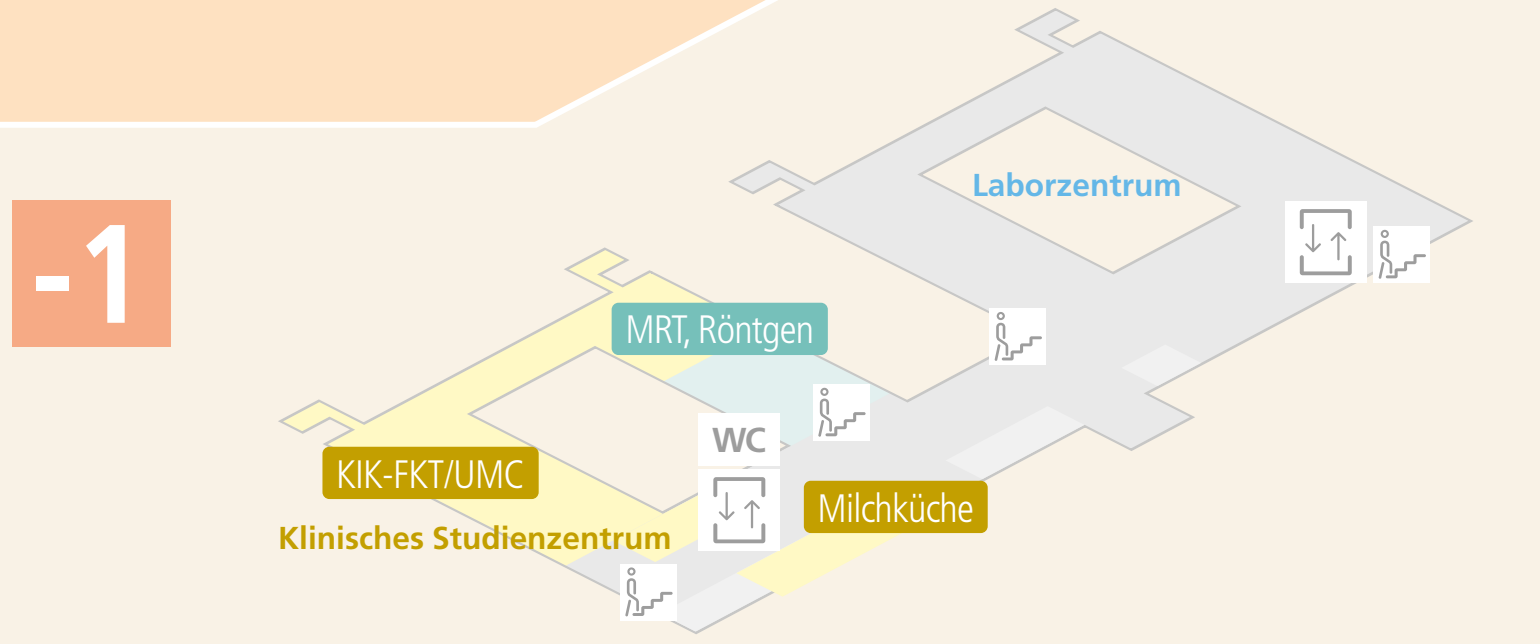 Laborzentrum
-1
MRT, Röntgen
WC
KIK-FKT/UMC
Milchküche
Klinisches Studienzentrum